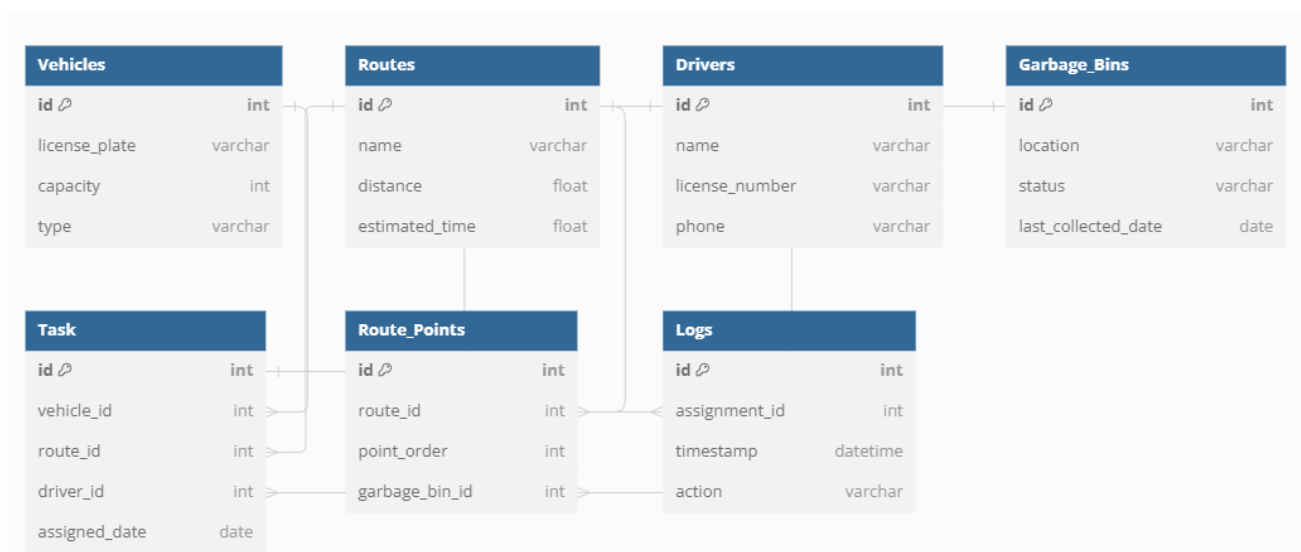 Vehicles
id int
license_plate varchar
capacity int
type varchar
Routes
id int
name varchar
distance float
estimated_time float
Drivers
id int
name varchar
license_number varchar
phone varchar
Garbage_Bins
id int
location varchar
status varchar
last_collected_date date
Task
id int
vehicle_id int
route_id int
driver_id int
assigned_date date
Route_Points
id int
route_id int
point_order int
garbage_bin_id int
Logs
id int
assignment_id int
timestamp datetime
action varchar